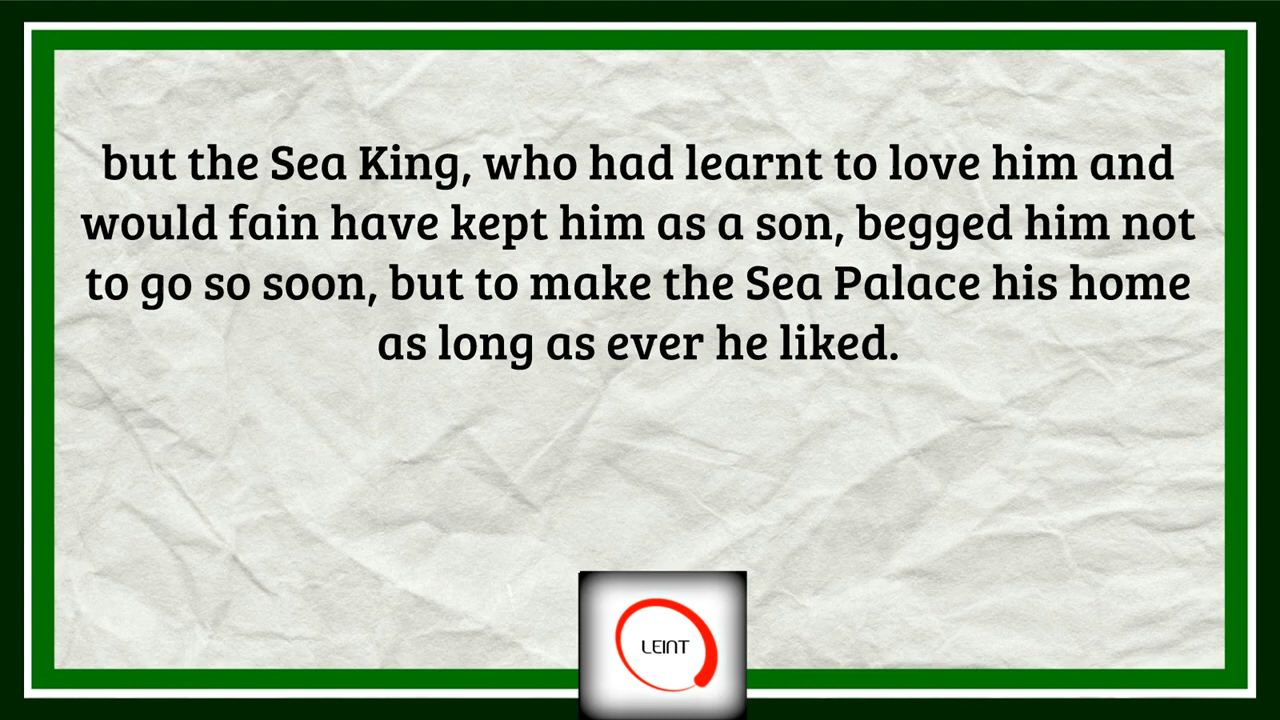 but the Sea King, who had learnt to love him and
would fain have kept him as a son, begged him not
to go so soon, but to make the Sea Palace his home
as long as ever he liked.
LEINT